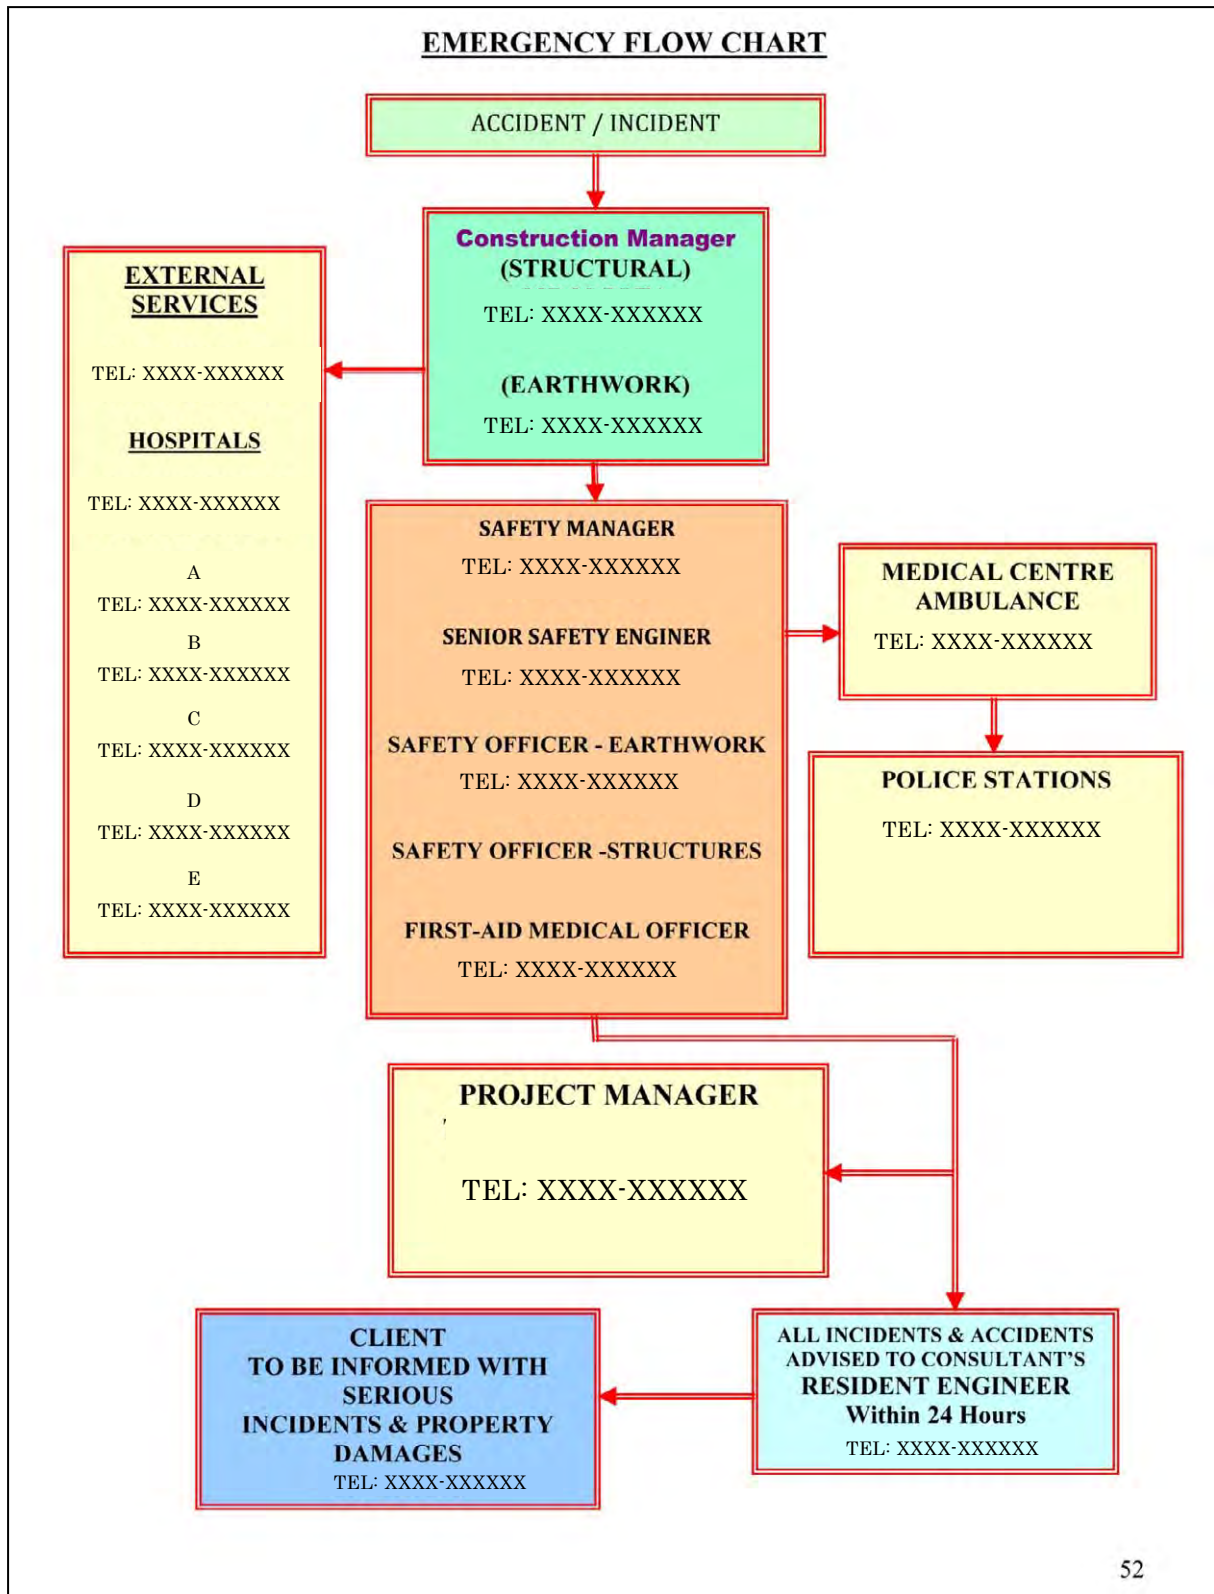 EMERGENCY FLOW CHART
ACCIDENT / INCIDENT
Construction Manager
(STRUCTURAL)
TEL: XXXX-XXXXXX
(EARTHWORK)
TEL: XXXX-XXXXXX
EXTERNAL
SERVICES
TEL: XXXX-XXXXXX
HOSPITALS
TEL: XXXX-XXXXXX
A
TEL: XXXX-XXXXXX
B
TEL: XXXX-XXXXXX
C
TEL: XXXX-XXXXXX
D
TEL: XXXX-XXXXXX
E
TEL: XXXX-XXXXXX
SAFETY MANAGER
TEL: XXXX-XXXXXX
SENIOR SAFETY ENGINER
TEL: XXXX-XXXXXX
SAFETY OFFICER - EARTHWORK
TEL: XXXX-XXXXXX
SAFETY OFFICER -STRUCTURES
FIRST-AID MEDICAL OFFICER
TEL: XXXX-XXXXXX
MEDICAL CENTRE
AMBULANCE
TEL: XXXX-XXXXXX
POLICE STATIONS
TEL: XXXX-XXXXXX
PROJECT MANAGER
TEL: XXXX-XXXXXX
CLIENT
TO BE INFORMED WITH
SERIOUS
INCIDENTS & PROPERTY
DAMAGES
TEL: XXXX-XXXXXX
ALL INCIDENTS & ACCIDENTS
ADVISED TO CONSULTANT'S
RESIDENT ENGINEER
Within 24 Hours
TEL: XXXX-XXXXXX
52